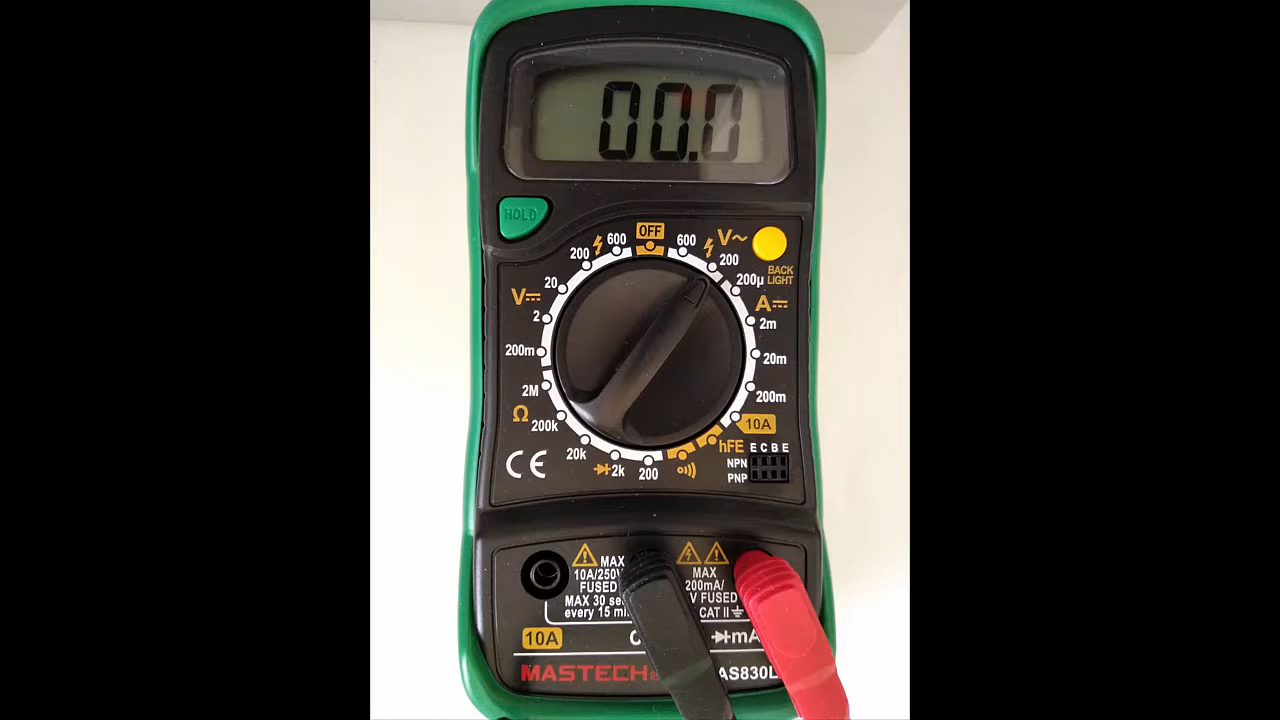 00.0
HOLD
OFF
600
600
V~
200
200
BACK
LIGHT
20
200µ
V
A
2
2m
200m
20m
2M
200m
Ω
200k
10A
20k
hFE
E C B E
2k
200
NPN
PNP
CE
MAX
10A/250V
FUSED
MAX 30 se
every 15 mi
MAX
200mA/
V FUSED
CAT II
10A
C
mA
MASTECH
AS830L